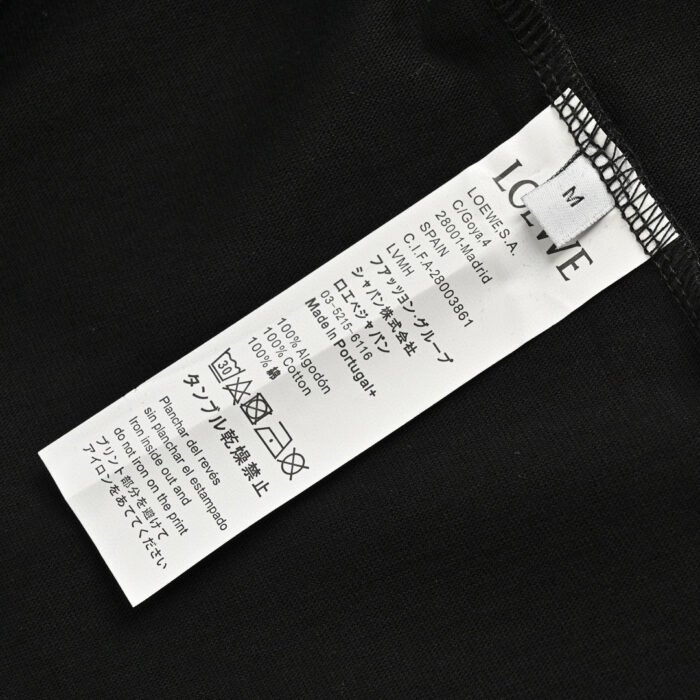 LOEWE
M
LOEWE,S.A.
C/Goya.4
28001-Madrid
SPAIN
C.I.F.A-28003861
LVMH
ファッツョン·グループ
シャパン株式会社
ロエベシャパン
03-5215-6116
Made in Portugal+
100% Algodón
100% Cotton
100% 綿
30
タンブル乾燥禁止
Planchar del revés
sin planchar el estampado
Iron inside out and
do not iron on the print
プリント部分を避けて
アイロンをあててください